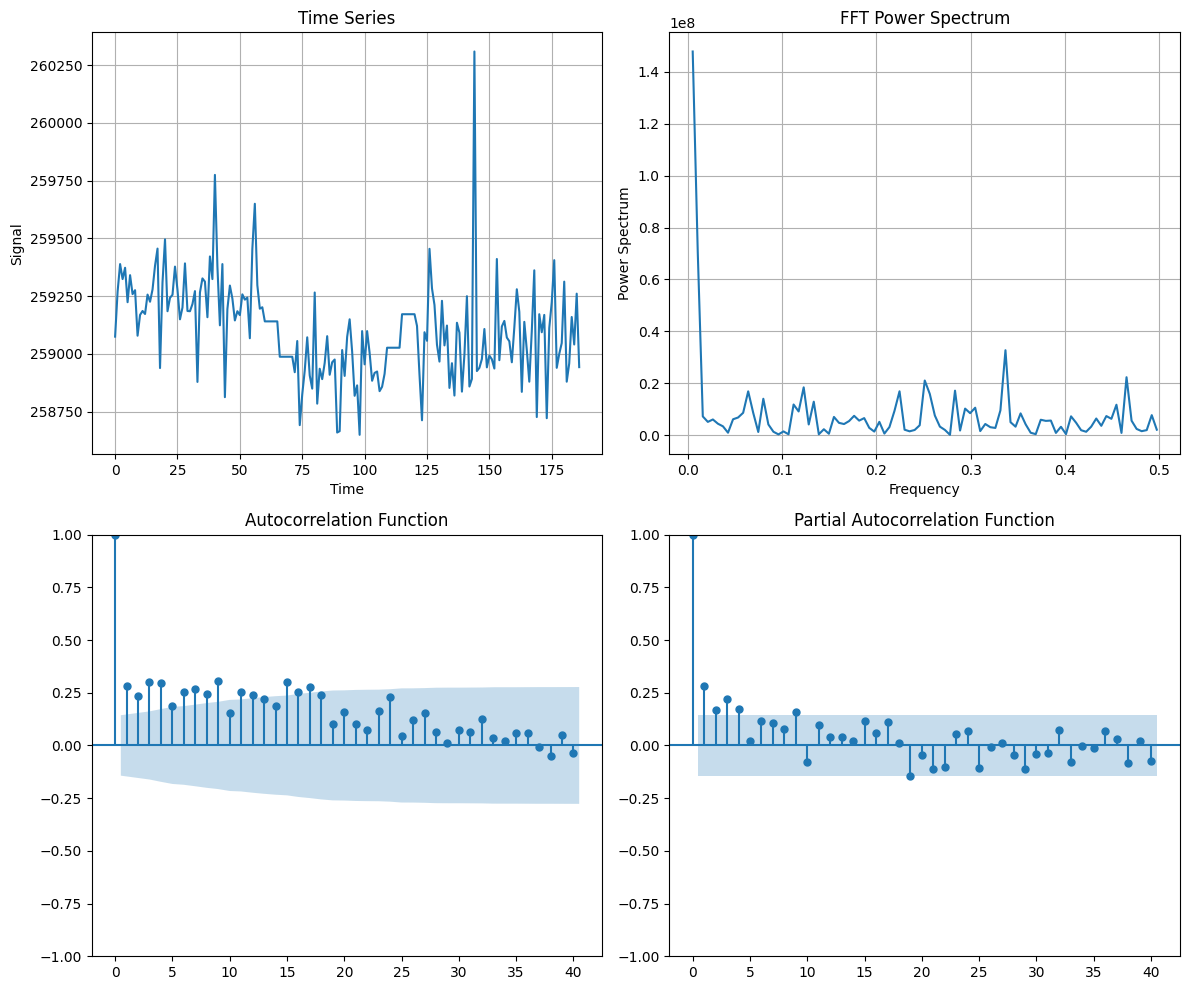 Time Series
Signal
260250
260000
259750
259500
259250
259000
258750
0 25 50 75 100 125 150 175
Time
FFT Power Spectrum
1e8
Power Spectrum
1.4
1.2
1.0
0.8
0.6
0.4
0.2
0.0
0.0 0.1 0.2 0.3 0.4 0.5
Frequency
Autocorrelation Function
1.00
0.75
0.50
0.25
0.00
−0.25
−0.50
−0.75
−1.00
0 5 10 15 20 25 30 35 40
Partial Autocorrelation Function
1.00
0.75
0.50
0.25
0.00
−0.25
−0.50
−0.75
−1.00
0 5 10 15 20 25 30 35 40